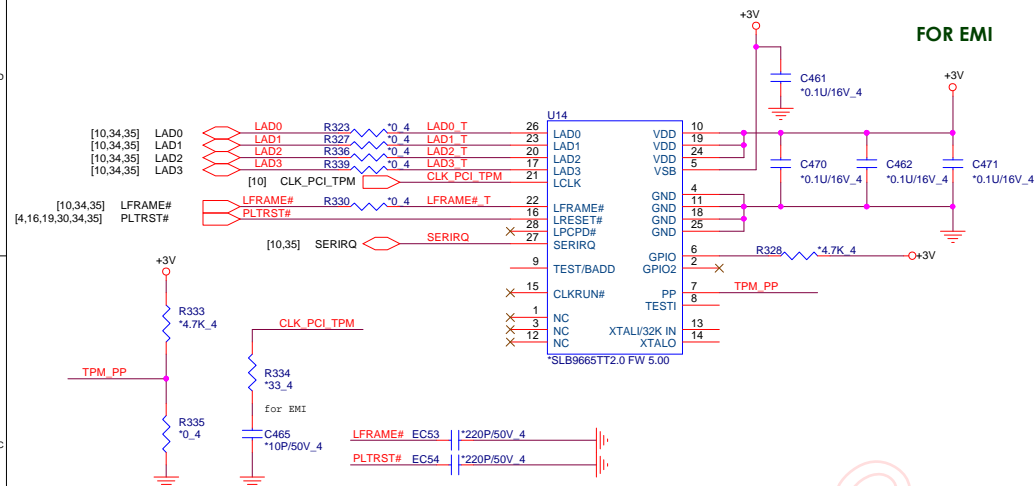 +3V
FOR EMI
C461
*0.1U/16V_4
+3V
U14
[10,34,35] LAD0 LAD0 R323 *0_4 LAD0_T 26 LAD0 VDD 10
[10,34,35] LAD1 LAD1 R327 *0_4 LAD1_T 23 LAD1 VDD 19
[10,34,35] LAD2 LAD2 R336 *0_4 LAD2_T 20 LAD2 VDD 24
[10,34,35] LAD3 LAD3 R339 *0_4 LAD3_T 17 LAD3 VSB 5
[10] CLK_PCI_TPM CLK_PCI_TPM 21 LCLK
C470 C462 C471
*0.1U/16V_4 *0.1U/16V_4 *0.1U/16V_4
GND 4
[10,34,35] LFRAME# LFRAME# R330 *0_4 LFRAME#_T 22 LFRAME# GND 11
[4,16,19,30,34,35] PLTRST# PLTRST# 16 LRESET# GND 18
28 LPCPD# GND 25
[10,35] SERIRQ SERIRQ 27 SERIRQ
GPIO 6 R328 *4.7K_4 +3V
9 TEST/BADD GPIO2 2
15 CLKRUN# PP 7 TPM_PP
TESTI 8
1 NC
3 NC XTALI/32K IN 13
12 NC XTALO 14
*SLB9665TT2.0 FW 5.00
+3V
R333
*4.7K_4
CLK_PCI_TPM
TPM_PP
R334
*33_4
for EMI
R335
*0_4
C465
*10P/50V_4
LFRAME# EC53 *220P/50V_4
PLTRST# EC54 *220P/50V_4
D
C